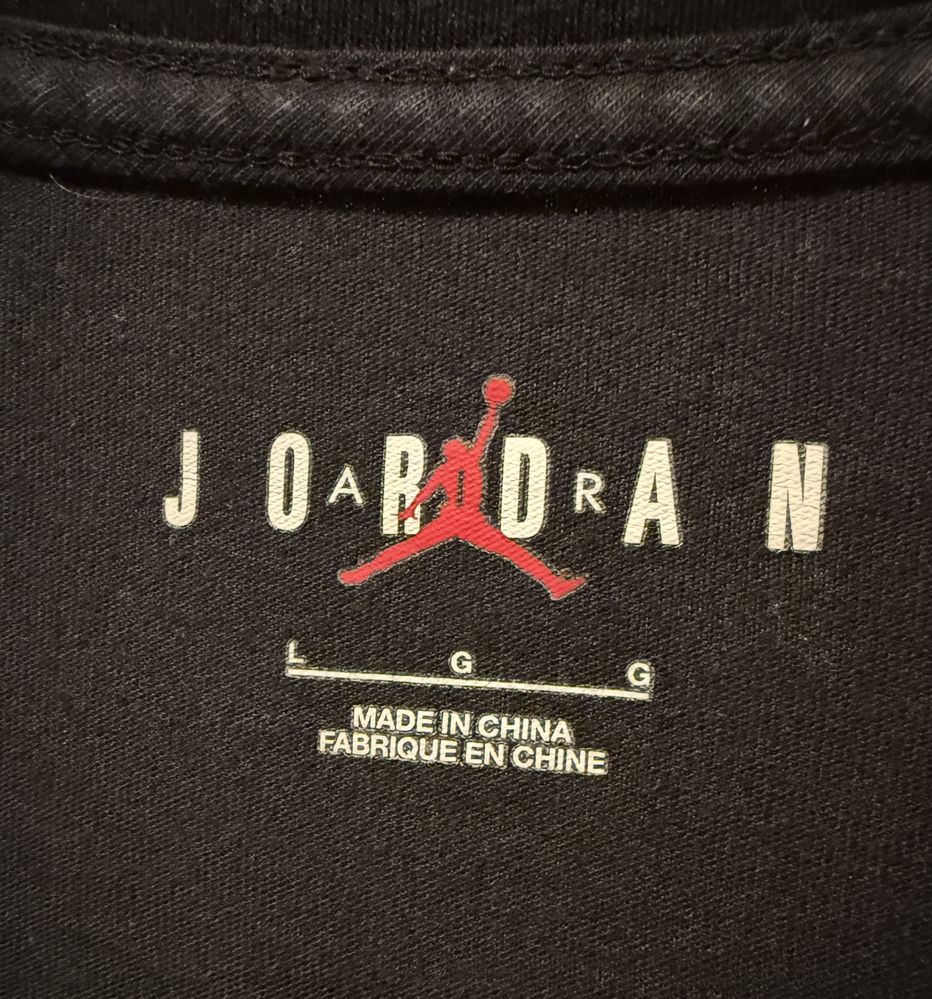 JORDAN
AIR
L G G
MADE IN CHINA
FABRIQUE EN CHINE